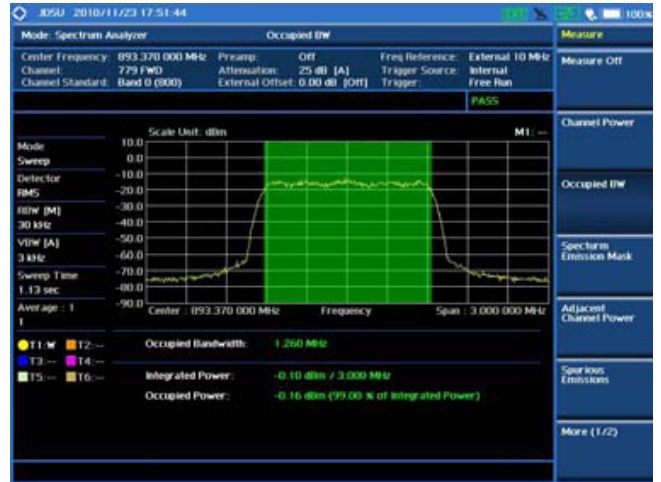 JDSU 2010/11/23 17:51:44
100%
Mode: Spectrum Analyzer Occupied BW
Center Frequency: 893.370 000 MHz Preamp: Off Freq Reference: External 10 MHz
Channel: 779 FWD Attenuation: 25 dB [A] Trigger Source: Internal
Channel Standard: Band 0 (800) External Offset: 0.00 dB [Off] Trigger: Free Run
PASS
Scale Unit: dBm M1: --
Mode
Sweep
Detector
RMS
RBW [M]
30 kHz
VBW [A]
3 kHz
Sweep Time
1.13 sec
Average : 1
1
10.0
0.0
-10.0
-20.0
-30.0
-40.0
-50.0
-60.0
-70.0
-80.0
-90.0
Center : 893.370 000 MHz Frequency Span : 3.000 000 MHz
T1:W T2:--
T3:-- T4:--
T5:-- T6:--
Occupied Bandwidth: 1.260 MHz
Integrated Power: -0.10 dBm / 3.000 MHz
Occupied Power: -0.16 dBm (99.00 % of Integrated Power)
Measure
Measure Off
Channel Power
Occupied BW
Specturm
Emission Mask
Adjacent
Channel Power
Spurious
Emissions
More (1/2)